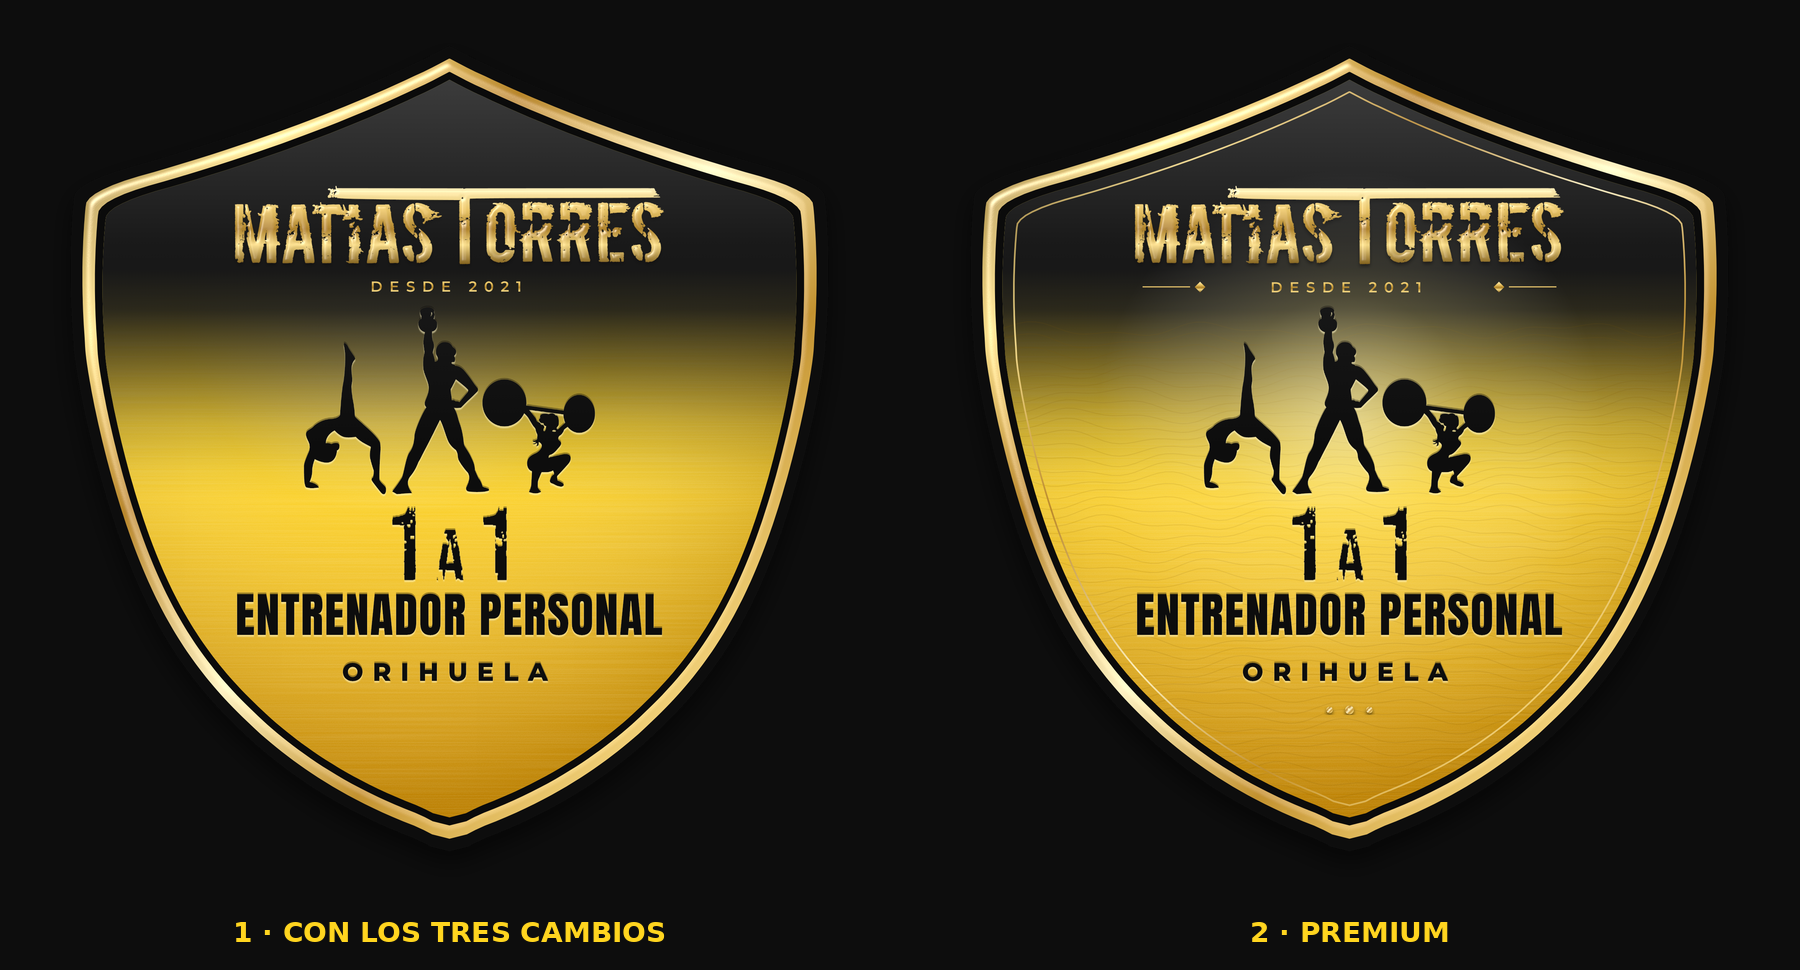 MATIAS TORRES
DESDE 2021
1 A 1
ENTRENADOR PERSONAL
ORIHUELA
1 · CON LOS TRES CAMBIOS
MATIAS TORRES
DESDE 2021
1 A 1
ENTRENADOR PERSONAL
ORIHUELA
2 · PREMIUM